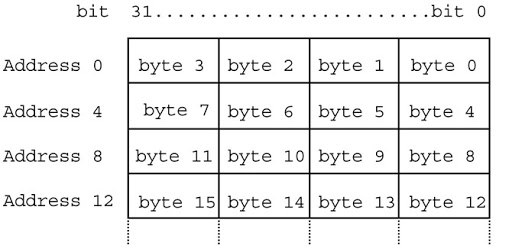 bit 31.........................bit 0
Address 0 byte 3 byte 2 byte 1 byte 0
Address 4 byte 7 byte 6 byte 5 byte 4
Address 8 byte 11 byte 10 byte 9 byte 8
Address 12 byte 15 byte 14 byte 13 byte 12